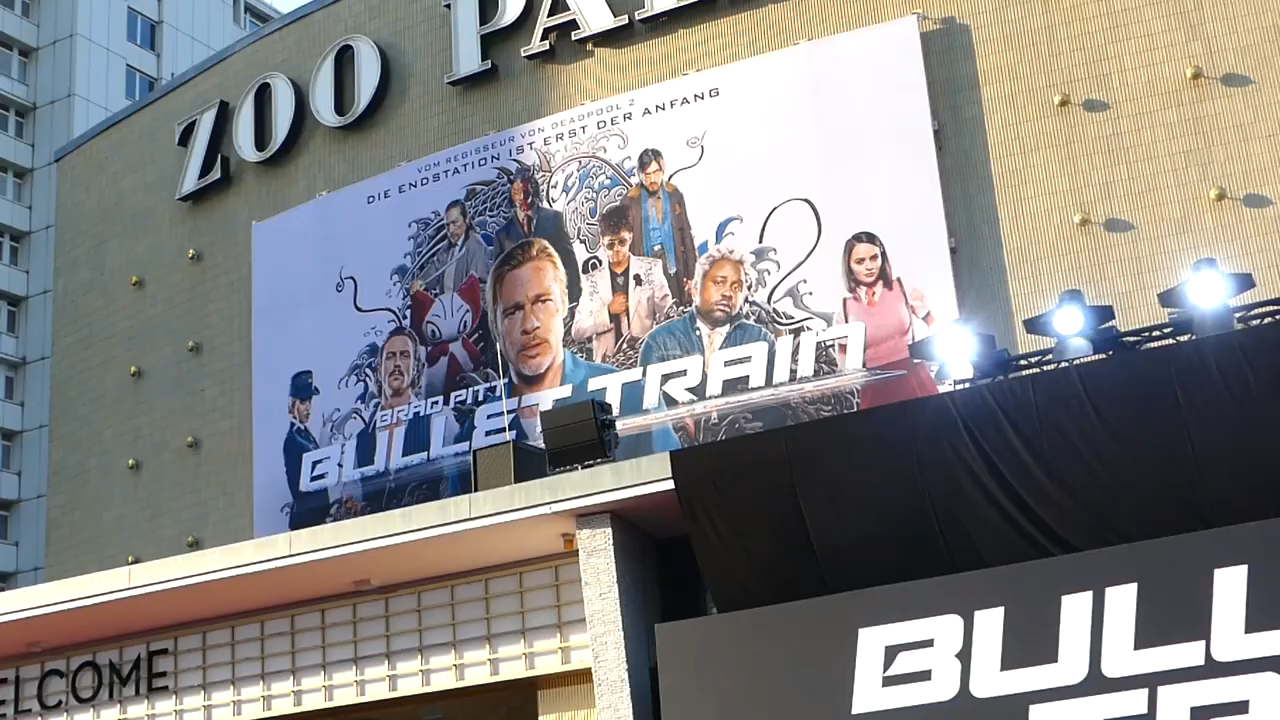 ZOO PA
VOM REGISSEUR VON DEADPOOL 2
DIE ENDSTATION IST ERST DER ANFANG
BRAD PITT
BULLET TRAIN
ELCOME
BULL
TR